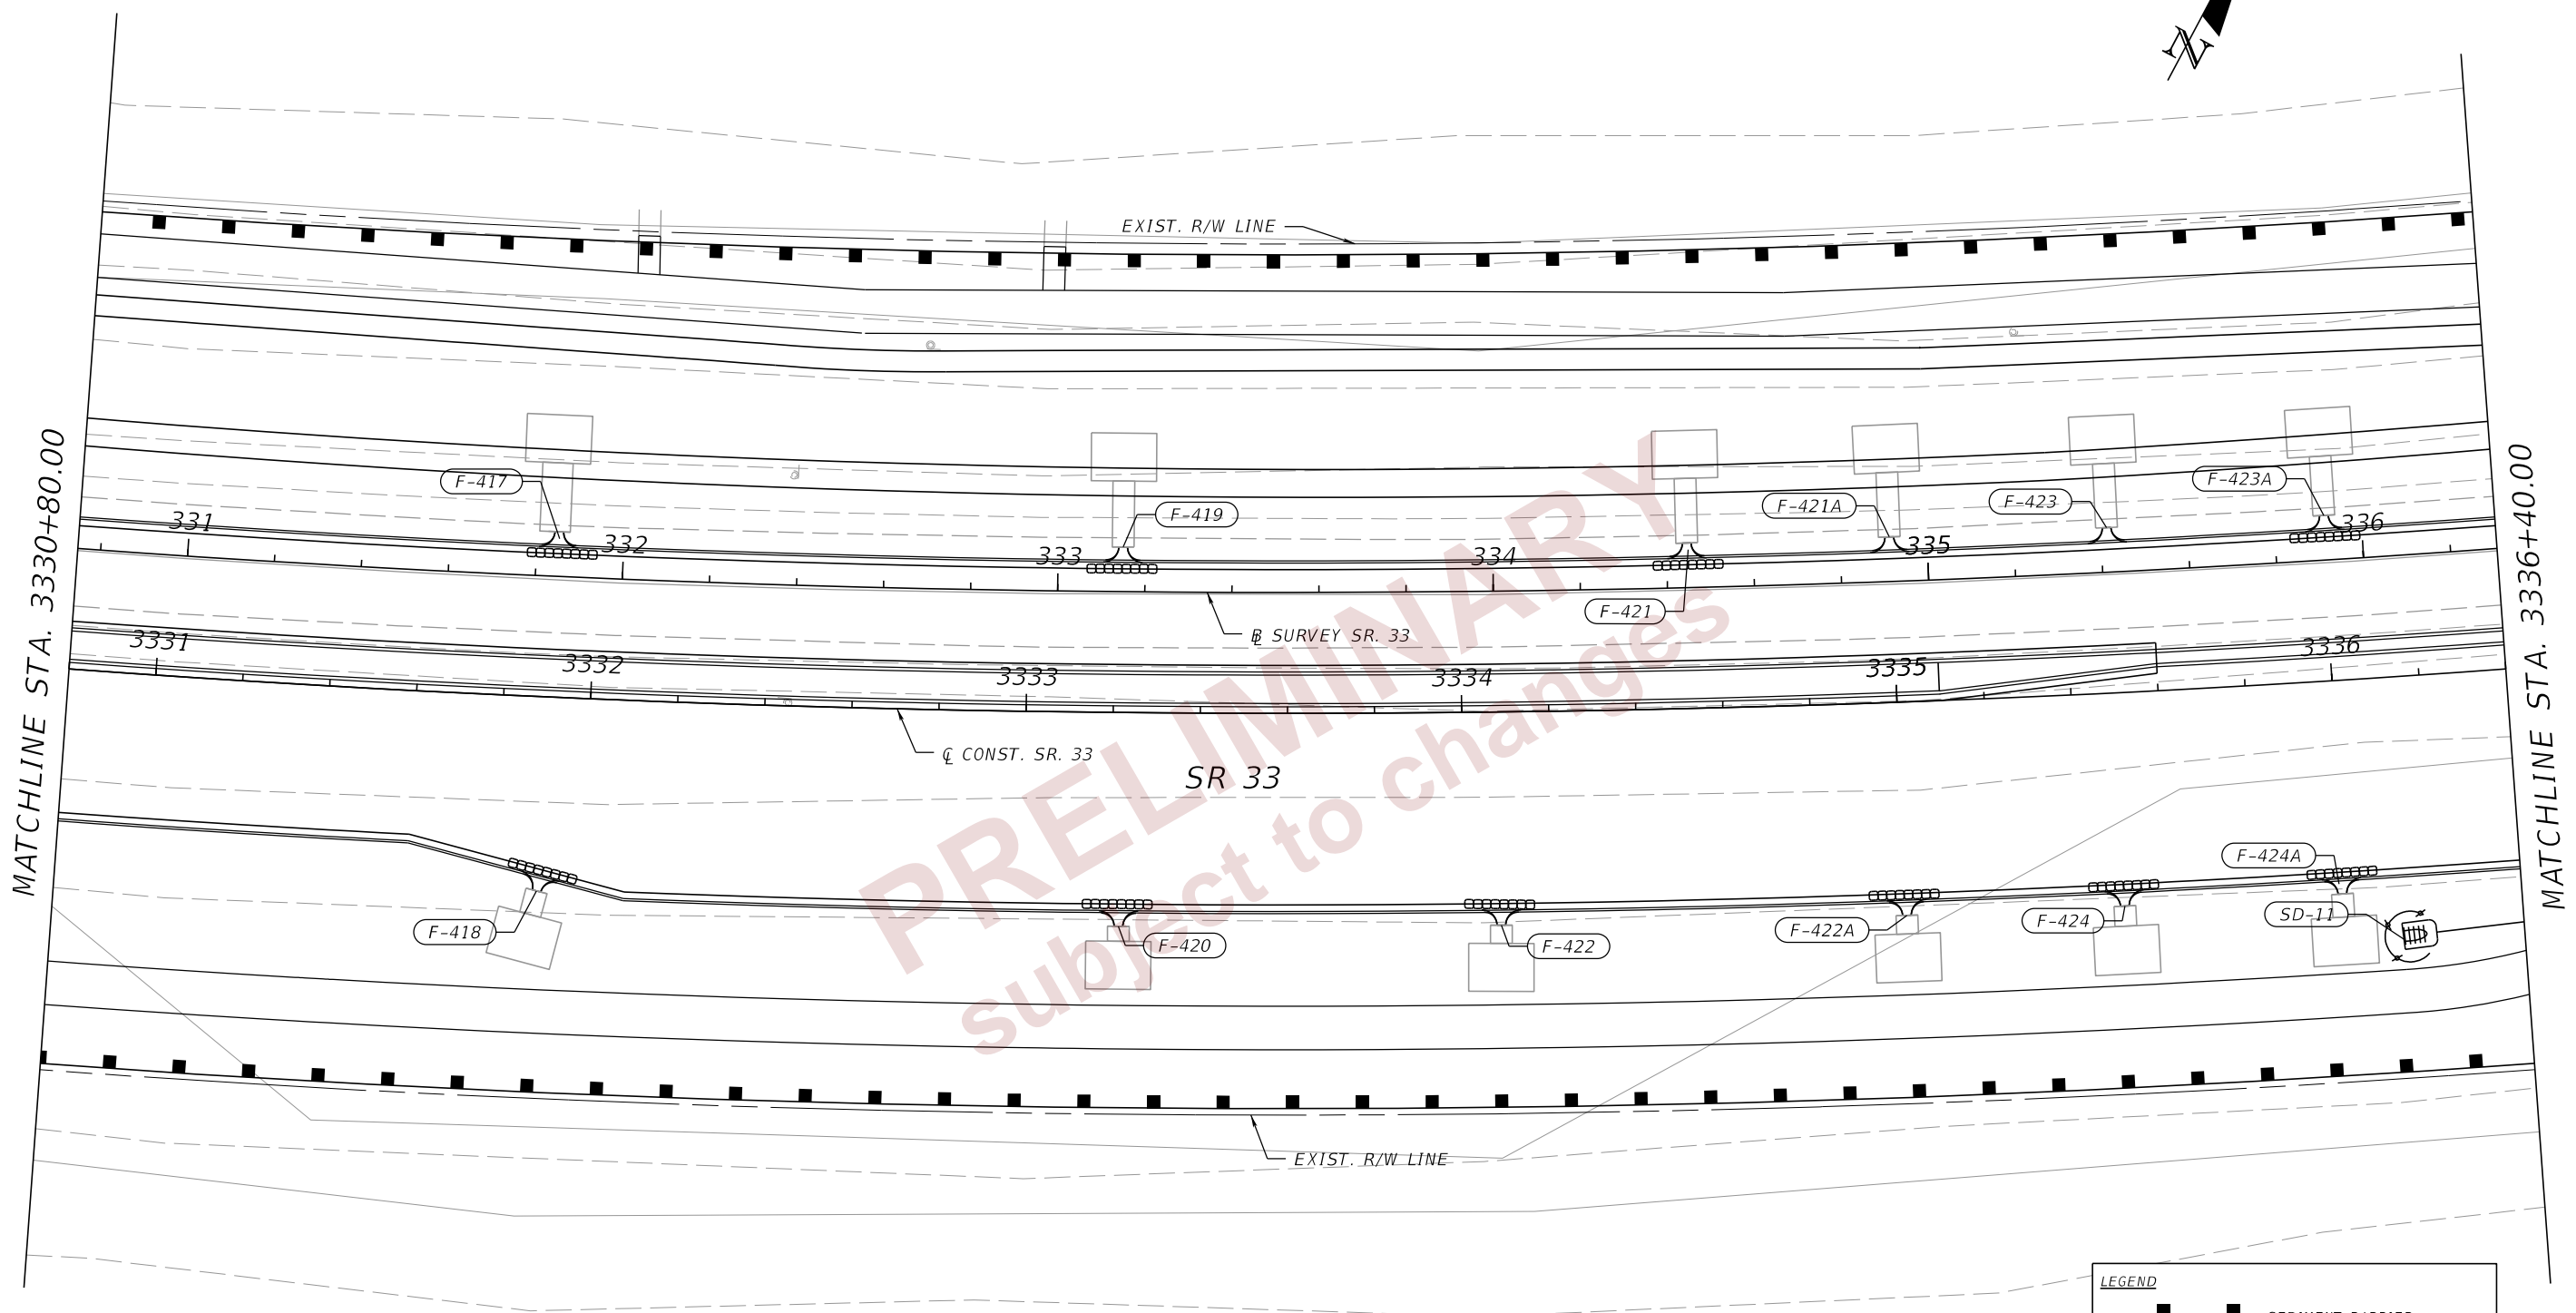 N
MATCHLINE STA. 3330+80.00
MATCHLINE STA. 3336+40.00
EXIST. R/W LINE
F-417
F-419
F-421A
F-423
F-423A
331
332
333
334
335
336
F-421
BL SURVEY SR. 33
3331
3332
3333
3334
3335
3336
CL CONST. SR. 33
SR 33
PRELIMINARY
subject to changes
F-418
F-420
F-422
F-422A
F-424
F-424A
SD-11
EXIST. R/W LINE
LEGEND